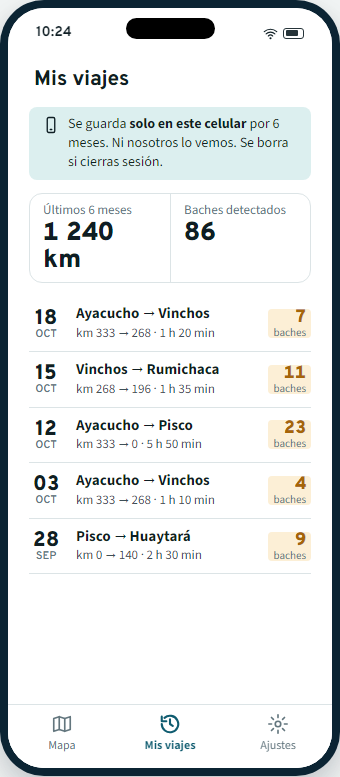 10:24
Mis viajes
Se guarda solo en este celular por 6
meses. Ni nosotros lo vemos. Se borra
si cierras sesión.
Últimos 6 meses
1 240
km
Baches detectados
86
18
OCT
Ayacucho → Vinchos
km 333 → 268 · 1 h 20 min
7
baches
15
OCT
Vinchos → Rumichaca
km 268 → 196 · 1 h 35 min
11
baches
12
OCT
Ayacucho → Pisco
km 333 → 0 · 5 h 50 min
23
baches
03
OCT
Ayacucho → Vinchos
km 333 → 268 · 1 h 10 min
4
baches
28
SEP
Pisco → Huaytará
km 0 → 140 · 2 h 30 min
9
baches
Mapa
Mis viajes
Ajustes